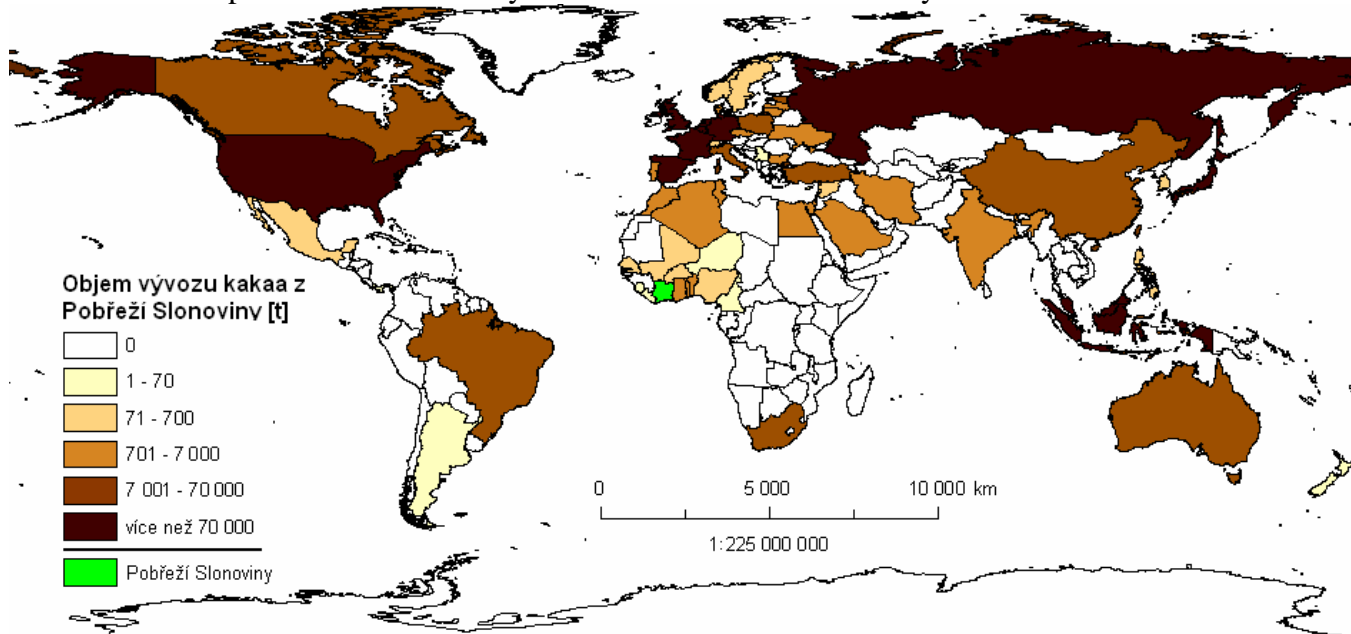 Objem vývozu kakaa z
Pobřeží Slonoviny [t]
0
1 - 70
71 - 700
701 - 7 000
7 001 - 70 000
více než 70 000
Pobřeží Slonoviny
0 5 000 10 000 km
1:225 000 000